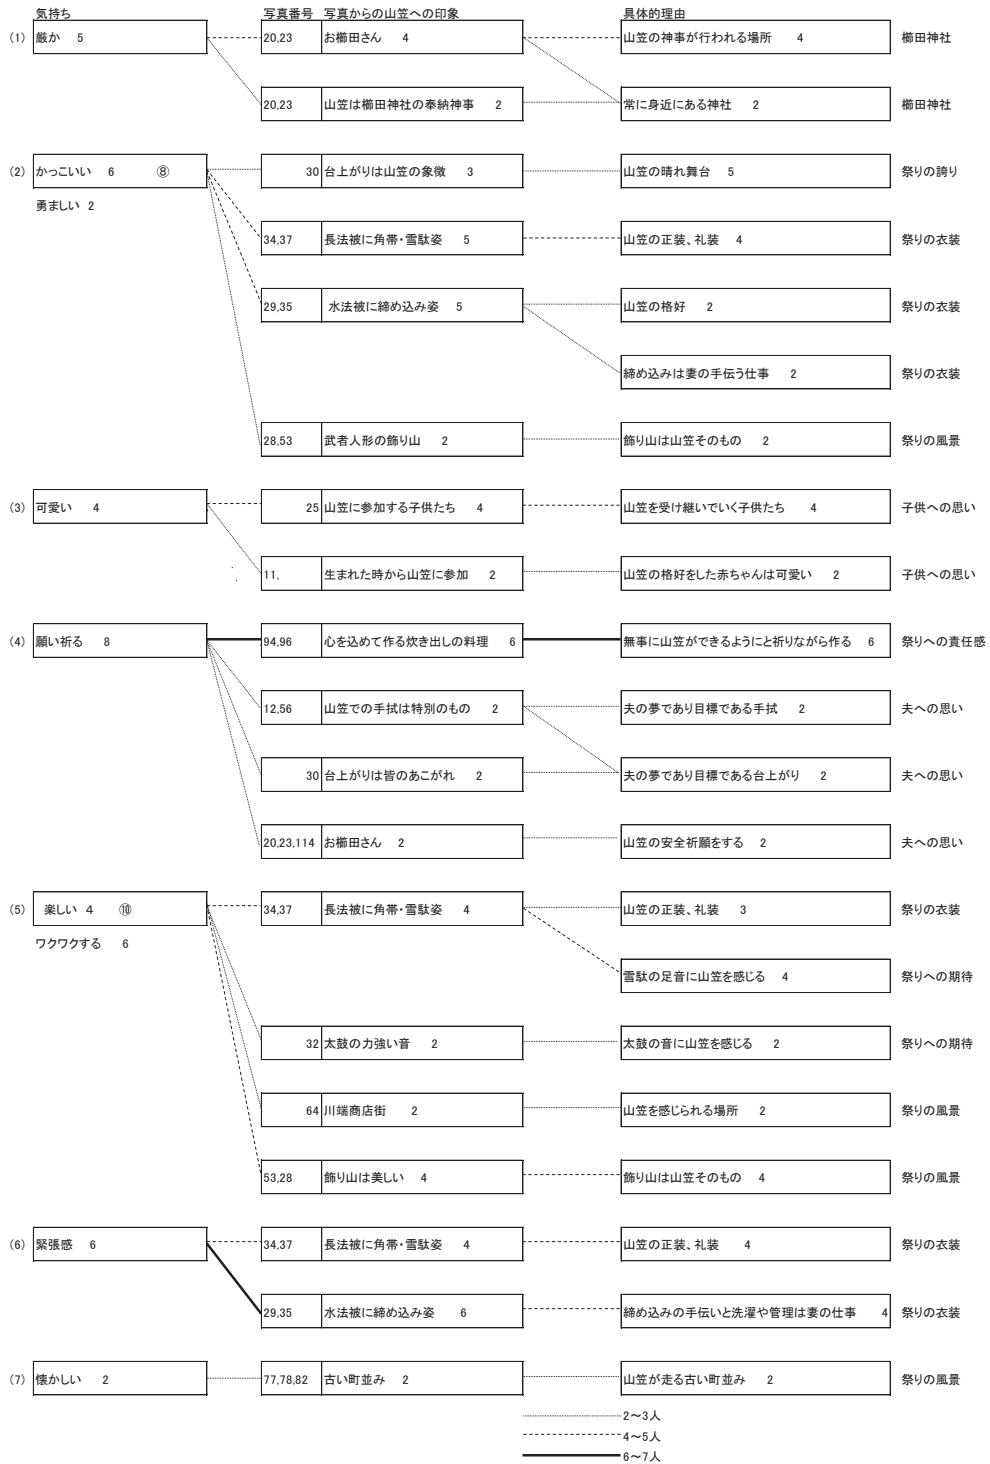 気持ち 写真番号 写真からの山笠への印象 具体的理由
(1) 厳か 5 20,23 お櫛田さん 4 山笠の神事が行われる場所 4 櫛田神社
20,23 山笠は櫛田神社の奉納神事 2 常に身近にある神社 2 櫛田神社
(2) かっこいい 6 ⑧ 30 台上がりは山笠の象徴 3 山笠の晴れ舞台 5 祭りの誇り
勇ましい 2
34,37 長法被に角帯・雪駄姿 5 山笠の正装、礼装 4 祭りの衣装
29,35 水法被に締め込み姿 5 山笠の格好 2 祭りの衣装
締め込みは妻の手伝う仕事 2 祭りの衣装
28,53 武者人形の飾り山 2 飾り山は山笠そのもの 2 祭りの風景
(3) 可愛い 4 25 山笠に参加する子供たち 4 山笠を受け継いでいく子供たち 4 子供への思い
11, 生まれた時から山笠に参加 2 山笠の格好をした赤ちゃんは可愛い 2 子供への思い
(4) 願い祈る 8 94,96 心を込めて作る炊き出しの料理 6 無事に山笠ができるようにと祈りながら作る 6 祭りへの責任感
12,56 山笠での手拭は特別のもの 2 夫の夢であり目標である手拭 2 夫への思い
30 台上がりは皆のあこがれ 2 夫の夢であり目標である台上がり 2 夫への思い
20,23,114 お櫛田さん 2 山笠の安全祈願をする 2 夫への思い
(5) 楽しい 4 ⑩ 34,37 長法被に角帯・雪駄姿 4 山笠の正装、礼装 3 祭りの衣装
ワクワクする 6
雪駄の足音に山笠を感じる 4 祭りへの期待
32 太鼓の力強い音 2 太鼓の音に山笠を感じる 2 祭りへの期待
64 川端商店街 2 山笠を感じられる場所 2 祭りの風景
53,28 飾り山は美しい 4 飾り山は山笠そのもの 4 祭りの風景
(6) 緊張感 6 34,37 長法被に角帯・雪駄姿 4 山笠の正装、礼装 4 祭りの衣装
29,35 水法被に締め込み姿 6 締め込みの手伝いと洗濯や管理は妻の仕事 4 祭りの衣装
(7) 懐かしい 2 77,78,82 古い町並み 2 山笠が走る古い町並み 2 祭りの風景
2～3人
4～5人
6～7人